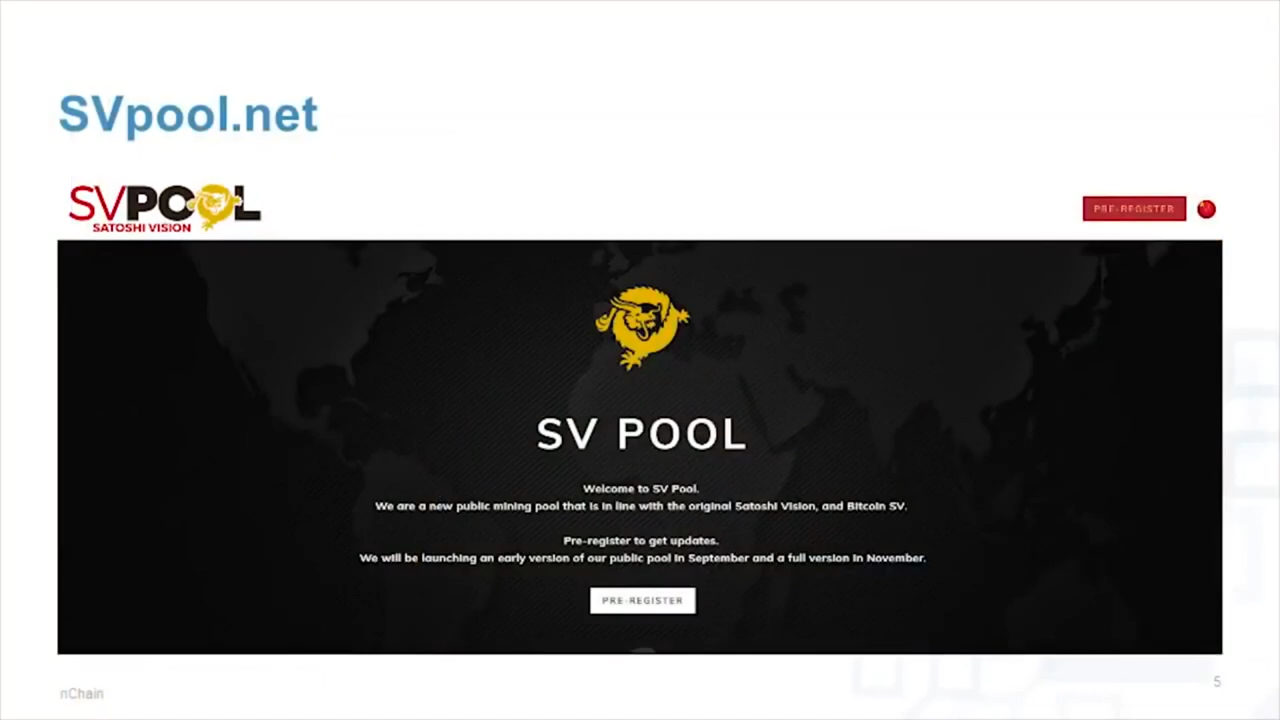 SVpool.net
SVPOOL
SATOSHI VISION
PRE-REGISTER
SV POOL
Welcome to SV Pool.
We are a new public mining pool that is in line with the original Satoshi Vision, and Bitcoin SV.
Pre-register to get updates.
We will be launching an early version of our public pool in September and a full version in November.
PRE-REGISTER
nChain
5